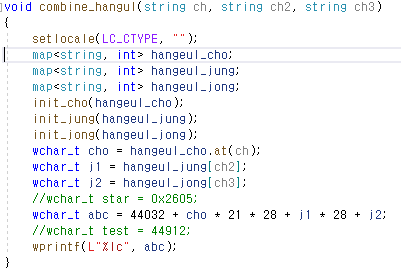 void combine_hangul(string ch, string ch2, string ch3)
{
setlocale(LC_CTYPE, "");
map<string, int> hangeul_cho;
map<string, int> hangeul_jung;
map<string, int> hangeul_jong;
init_cho(hangeul_cho);
init_jung(hangeul_jung);
init_jong(hangeul_jong);
wchar_t cho = hangeul_cho.at(ch);
wchar_t j1 = hangeul_jung[ch2];
wchar_t j2 = hangeul_jong[ch3];
//wchar_t star = 0x2605;
wchar_t abc = 44032 + cho * 21 * 28 + j1 * 28 + j2;
//wchar_t test = 44912;
wprintf(L"%lc", abc);
}